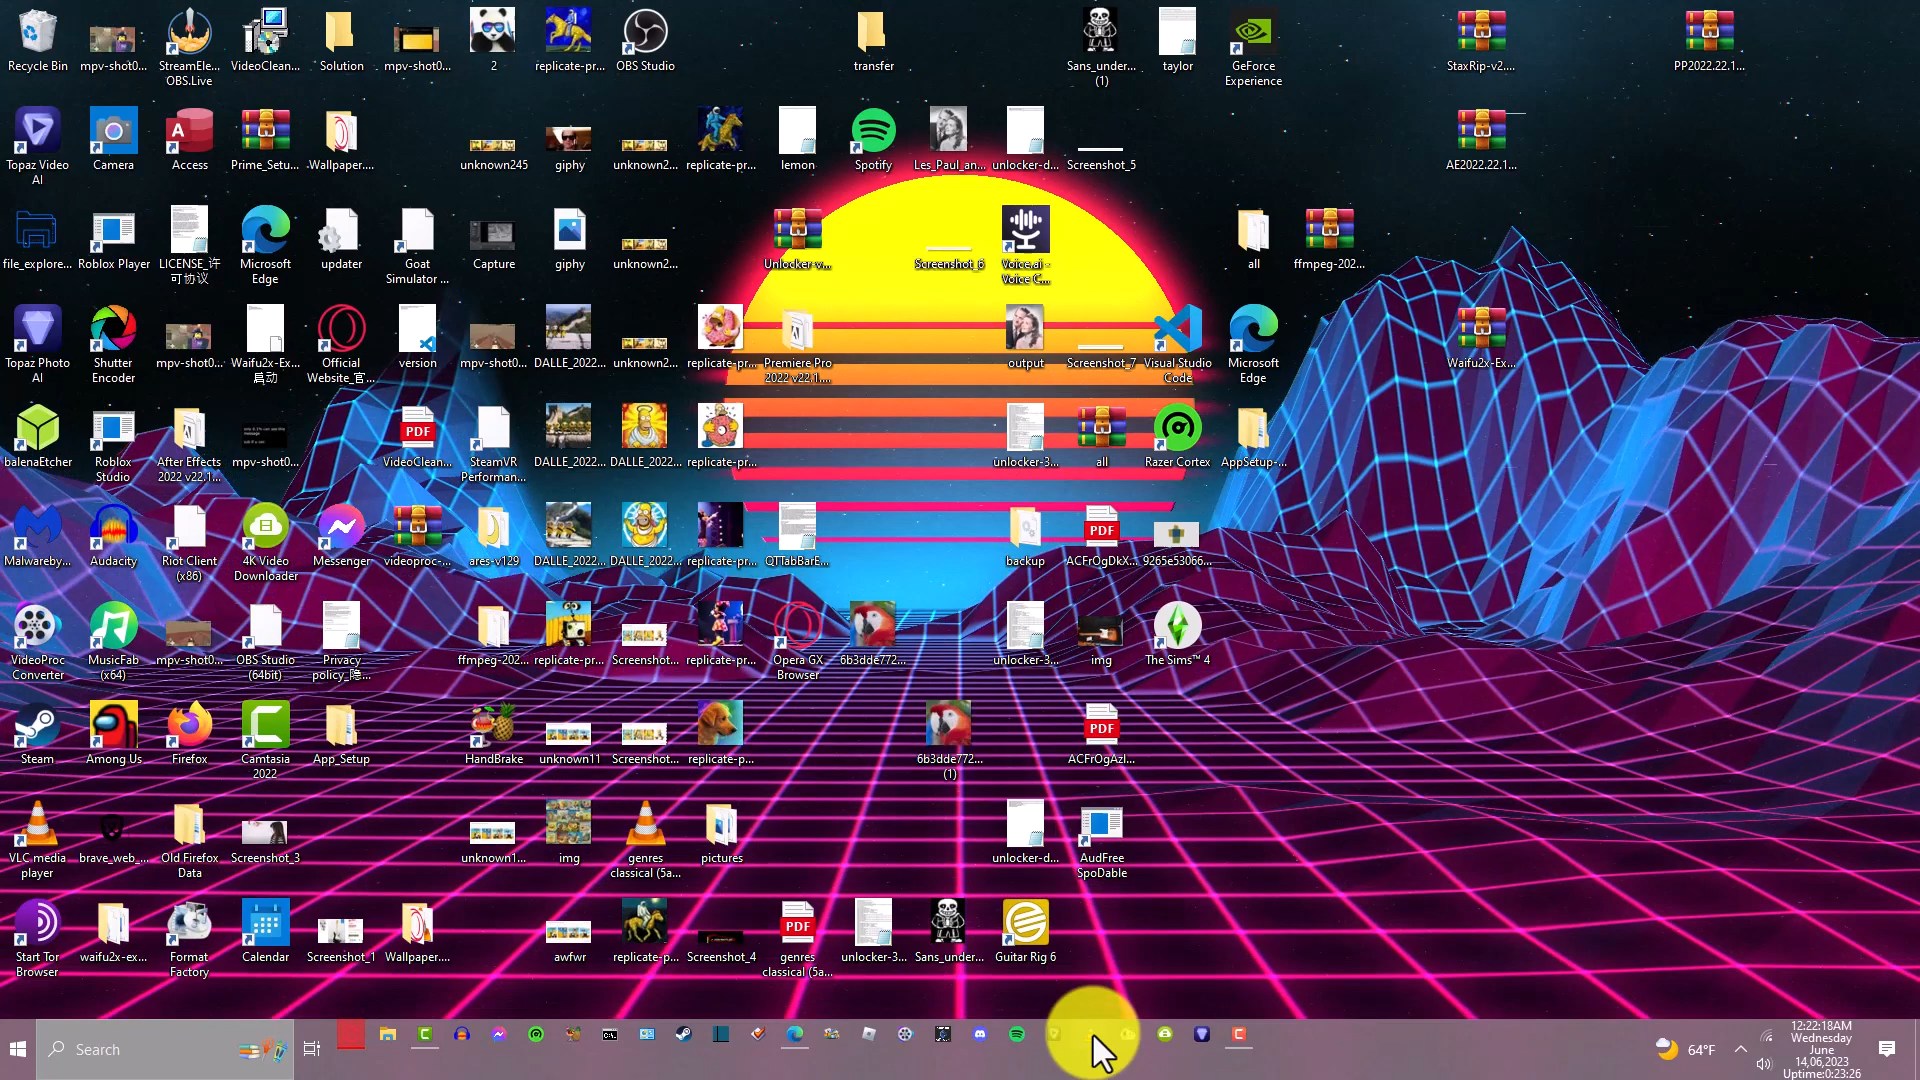 Recycle Bin
mpv-shot0...
StreamEle...
OBS.Live
VideoClean...
Solution
mpv-shot0...
2
replicate-pr...
OBS Studio
transfer
Sans_under...
(1)
taylor
GeForce
Experience
StaxRip-v2....
PP2022.22.1...
Topaz Video
AI
Camera
Access
Prime_Setu...
Wallpaper....
unknown245
giphy
unknown2...
replicate-pr...
lemon
Spotify
Les_Paul_an...
unlocker-d...
Screenshot_5
AE2022.22.1...
file_explore...
Roblox Player
LICENSE_许
可协议
Microsoft
Edge
updater
Goat
Simulator ...
Capture
giphy
unknown2...
Unlocker-v...
Screenshot_6
Voice.ai -
Voice C...
all
ffmpeg-202...
Topaz Photo
AI
Shutter
Encoder
mpv-shot0...
Waifu2x-Ex...
启动
Official
Website_官...
version
mpv-shot0...
DALLE_2022...
unknown2...
replicate-pr...
Premiere Pro
2022 v22.1....
output
Screenshot_7
Visual Studio
Code
Microsoft
Edge
Waifu2x-Ex...
balenaEtcher
Roblox
Studio
After Effects
2022 v22.1...
mpv-shot0...
PDF
VideoClean...
SteamVR
Performan...
DALLE_2022...
DALLE_2022...
replicate-pr...
unlocker-3...
all
Razer Cortex
AppSetup-...
Malwareby...
Audacity
Riot Client
(x86)
4K Video
Downloader
Messenger
videoproc-...
ares-v129
DALLE_2022...
DALLE_2022...
replicate-pr...
QTTabBarE...
backup
PDF
ACFrOgDkX...
9265e53066...
VideoProc
Converter
MusicFab
(x64)
mpv-shot0...
OBS Studio
(64bit)
Privacy
policy_隐...
ffmpeg-202...
replicate-pr...
Screenshot...
replicate-pr...
Opera GX
Browser
6b3dde772...
unlocker-3...
img
The Sims™ 4
Steam
Among Us
Firefox
Camtasia
2022
App_Setup
HandBrake
unknown11
Screenshot...
replicate-p...
6b3dde772...
(1)
PDF
ACFrOgAzI...
VLC media
player
brave_web_...
Old Firefox
Data
Screenshot_3
unknown1...
img
genres
classical (5a...
pictures
unlocker-d...
AudFree
SpoDable
Start Tor
Browser
waifu2x-ex...
Format
Factory
Calendar
Screenshot_1
Wallpaper....
awfwr
replicate-p...
Screenshot_4
PDF
genres
classical (5a...
unlocker-3...
Sans_under...
Guitar Rig 6
Search
64°F
12:22:18AM
Wednesday
June
14,06,2023
Uptime:0:23:26